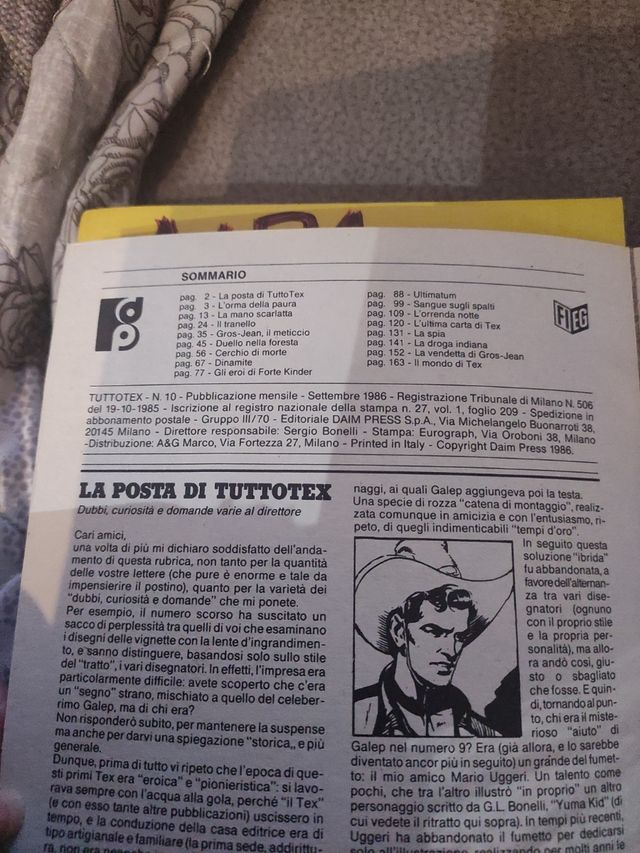 SOMMARIO
dp
pag. 2 - La posta di TuttoTex
pag. 3 - L'orma della paura
pag. 13 - La mano scarlatta
pag. 24 - Il tranello
pag. 35 - Gros-Jean, il meticcio
pag. 45 - Duello nella foresta
pag. 56 - Cerchio di morte
pag. 67 - Dinamite
pag. 77 - Gli eroi di Forte Kinder
pag. 88 - Ultimatum
pag. 99 - Sangue sugli spalti
pag. 109 - L'orrenda notte
pag. 120 - L'ultima carta di Tex
pag. 131 - La spia
pag. 141 - La droga indiana
pag. 152 - La vendetta di Gros-Jean
pag. 163 - Il mondo di Tex
FIEG
TUTTOTEX - N. 10 - Pubblicazione mensile - Settembre 1986 - Registrazione Tribunale di Milano N. 506
del 19-10-1985 - Iscrizione al registro nazionale della stampa n. 27, vol. 1, foglio 209 - Spedizione in
abbonamento postale - Gruppo III/70 - Editoriale DAIM PRESS S.p.A., Via Michelangelo Buonarroti 38,
20145 Milano - Direttore responsabile: Sergio Bonelli - Stampa: Eurograph, Via Oroboni 38, Milano
-Distribuzione: A&G Marco, Via Fortezza 27, Milano - Printed in Italy - Copyright Daim Press 1986.
LA POSTA DI TUTTOTEX
Dubbi, curiosità e domande varie al direttore
Cari amici,
una volta di più mi dichiaro soddisfatto dell'anda-
mento di questa rubrica, non tanto per la quantità
delle vostre lettere (che pure è enorme e tale da
impensierire il postino), quanto per la varietà dei
"dubbi, curiosità e domande" che mi ponete.
Per esempio, il numero scorso ha suscitato un
sacco di perplessità tra quelli di voi che esaminano
i disegni delle vignette con la lente d'ingrandimen-
to, e sanno distinguere, basandosi solo sullo stile
del "tratto", i vari disegnatori. In effetti, l'impresa era
particolarmente difficile: avete scoperto che c'era
un "segno" strano, mischiato a quello del celeber-
rimo Galep, ma di chi era?
Non risponderò subito, per mantenere la suspense
ma anche per darvi una spiegazione "storica,, e più
generale.
Dunque, prima di tutto vi ripeto che l'epoca di que-
sti primi Tex era "eroica" e "pionieristica": si lavo-
rava sempre con l'acqua alla gola, perché "il Tex"
(e con esso tante altre pubblicazioni) uscissero in
tempo, e la conduzione della casa editrice era di
tipo artigianale e familiare (la prima sede, addirittu-
ra, non era neanche
naggi, ai quali Galep aggiungeva poi la testa.
Una specie di rozza "catena di montaggio", realiz-
zata comunque in amicizia e con l'entusiasmo, ri-
peto, di quegli indimenticabili "tempi d'oro".
In seguito questa
soluzione "ibrida"
fu abbandonata, a
favore dell'alternan-
za tra vari dise-
gnatori (ognuno
con il proprio stile
e la propria per-
sonalità), ma allo-
ra andò così, giu-
sto o sbagliato
che fosse. E quin-
di, tornando al pun-
to, chi era il miste-
rioso "aiuto" di
Galep nel numero 9? Era (già allora, e lo sarebbe
diventato ancor più in seguito) un grande del fumet-
to: il mio amico Mario Uggeri. Un talento come
pochi, che tra l'altro illustrò "in proprio" un altro
personaggio scritto da G.L. Bonelli, "Yuma Kid" (di
cui vedete il ritratto qui sopra). In tempi più recenti,
Uggeri ha abbandonato il fumetto per dedicarsi
solo all'illustrazione, realizzando per molti anni le